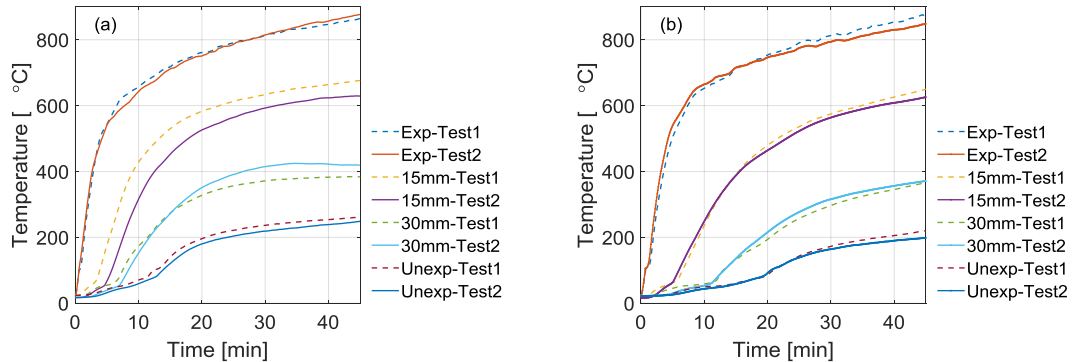 (a)
800
600
400
200
0
0 10 20 30 40
Temperature [ °C]
Time [min]
Exp-Test1
Exp-Test2
15mm-Test1
15mm-Test2
30mm-Test1
30mm-Test2
Unexp-Test1
Unexp-Test2
(b)
800
600
400
200
0
0 10 20 30 40
Temperature [ °C]
Time [min]
Exp-Test1
Exp-Test2
15mm-Test1
15mm-Test2
30mm-Test1
30mm-Test2
Unexp-Test1
Unexp-Test2